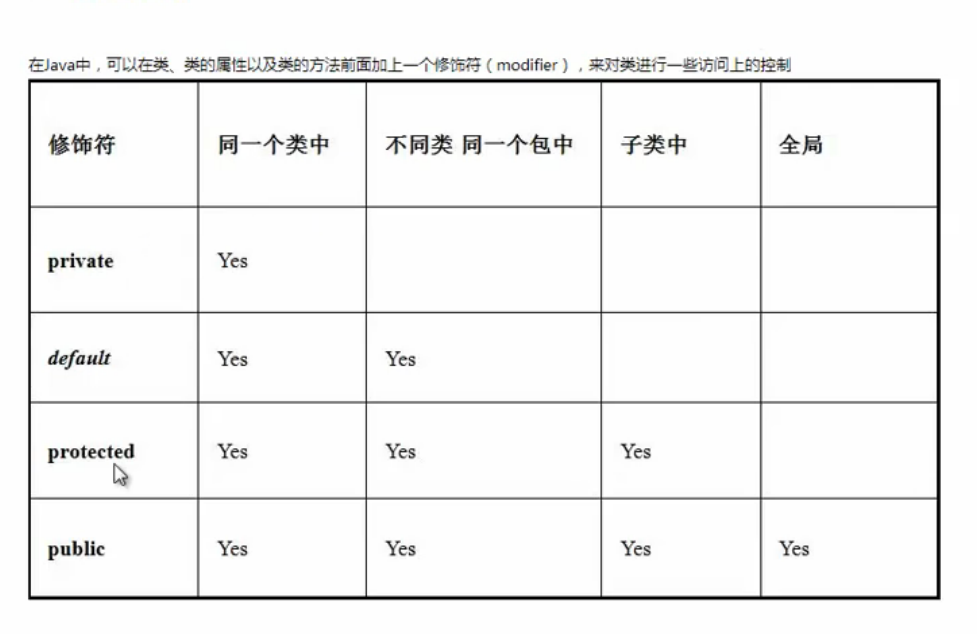 在Java中，可以在类、类的属性以及类的方法前面加上一个修饰符（modifier），来对类进行一些访问上的控制
修饰符 同一个类中 不同类 同一个包中 子类中 全局
private Yes
default Yes Yes
protected Yes Yes Yes
public Yes Yes Yes Yes